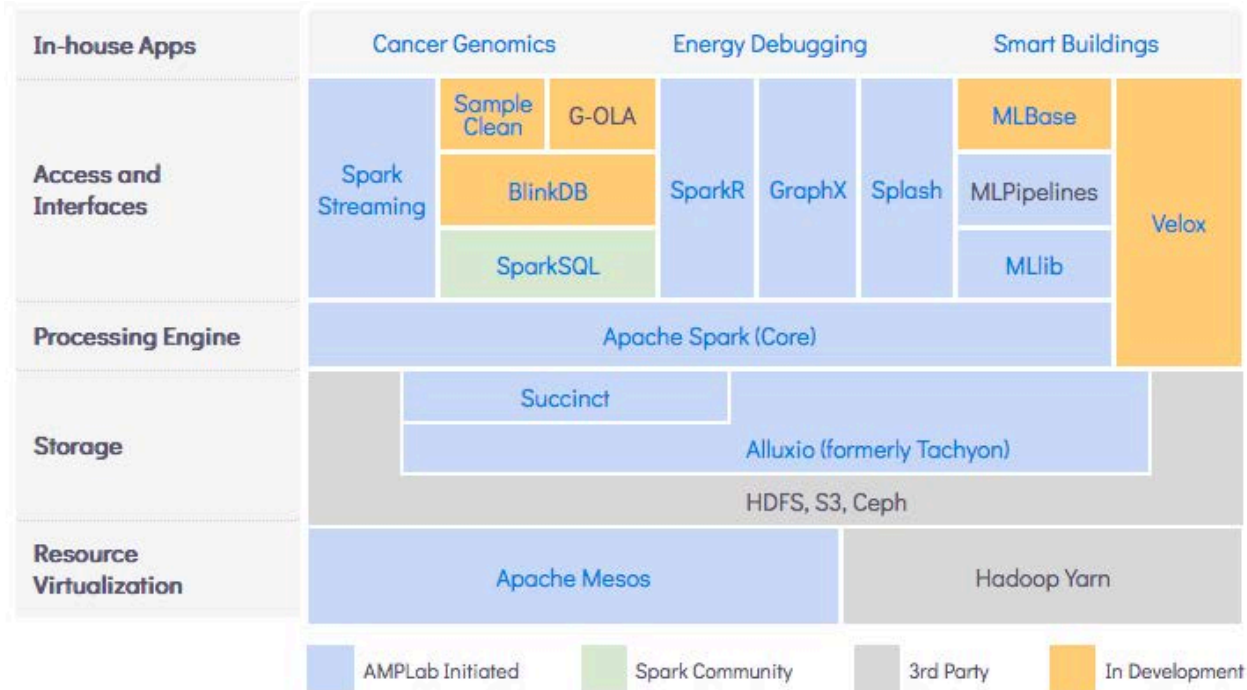 In-house Apps
Cancer Genomics
Energy Debugging
Smart Buildings
Access and
Interfaces
Spark
Streaming
Sample
Clean
G-OLA
BlinkDB
SparkSQL
SparkR
GraphX
Splash
MLBase
MLPipelines
MLlib
Velox
Processing Engine
Apache Spark (Core)
Storage
Succinct
Alluxio (formerly Tachyon)
HDFS, S3, Ceph
Resource
Virtualization
Apache Mesos
Hadoop Yarn
AMPLab Initiated
Spark Community
3rd Party
In Development